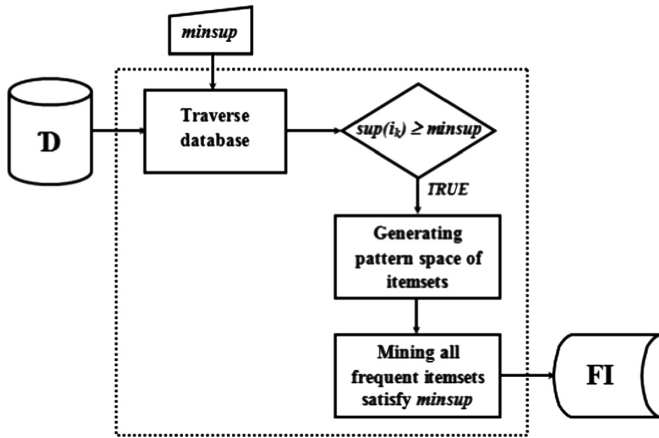 minsup
D
Traverse
database
sup(iₖ) ≥ minsup
TRUE
Generating
pattern space of
itemsets
Mining all
frequent itemsets
satisfy minsup
FI